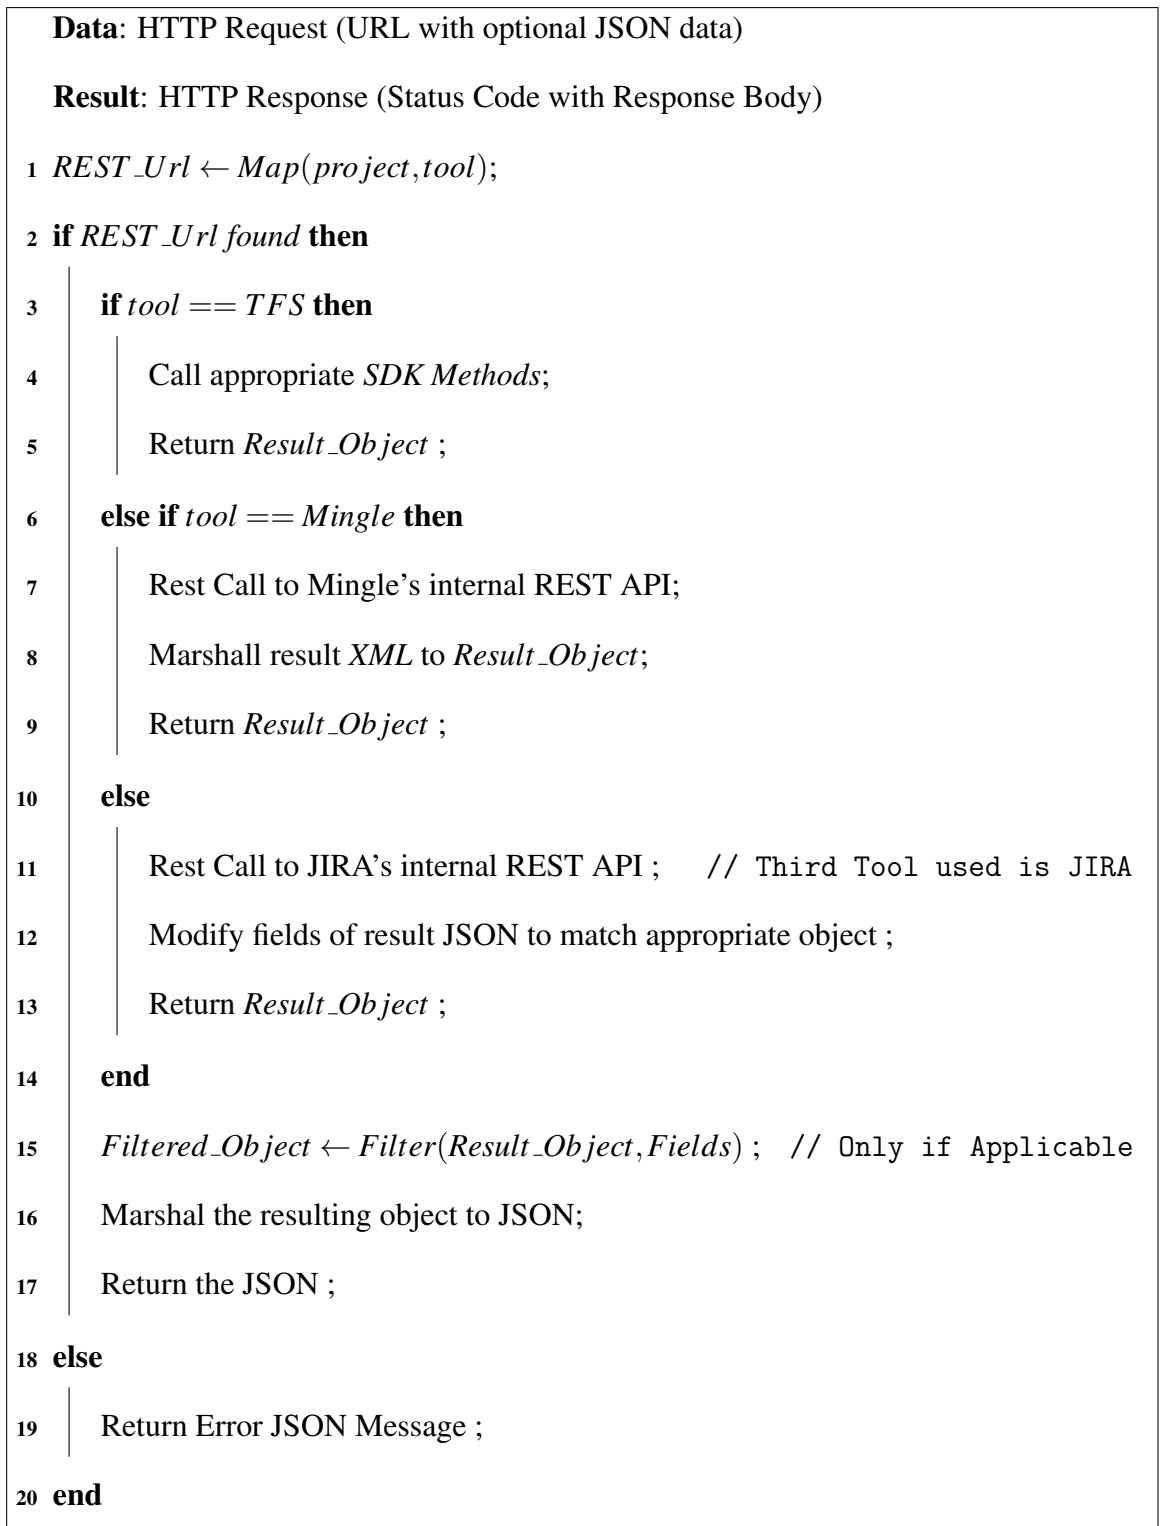 Data: HTTP Request (URL with optional JSON data)
Result: HTTP Response (Status Code with Response Body)
1 REST_Url ← Map(project,tool);
2 if REST_Url found then
3 if tool == TFS then
4 Call appropriate SDK Methods;
5 Return Result_Object ;
6 else if tool == Mingle then
7 Rest Call to Mingle's internal REST API;
8 Marshall result XML to Result_Object;
9 Return Result_Object ;
10 else
11 Rest Call to JIRA's internal REST API ; // Third Tool used is JIRA
12 Modify fields of result JSON to match appropriate object ;
13 Return Result_Object ;
14 end
15 Filtered_Object ← Filter(Result_Object,Fields) ; // Only if Applicable
16 Marshal the resulting object to JSON;
17 Return the JSON ;
18 else
19 Return Error JSON Message ;
20 end